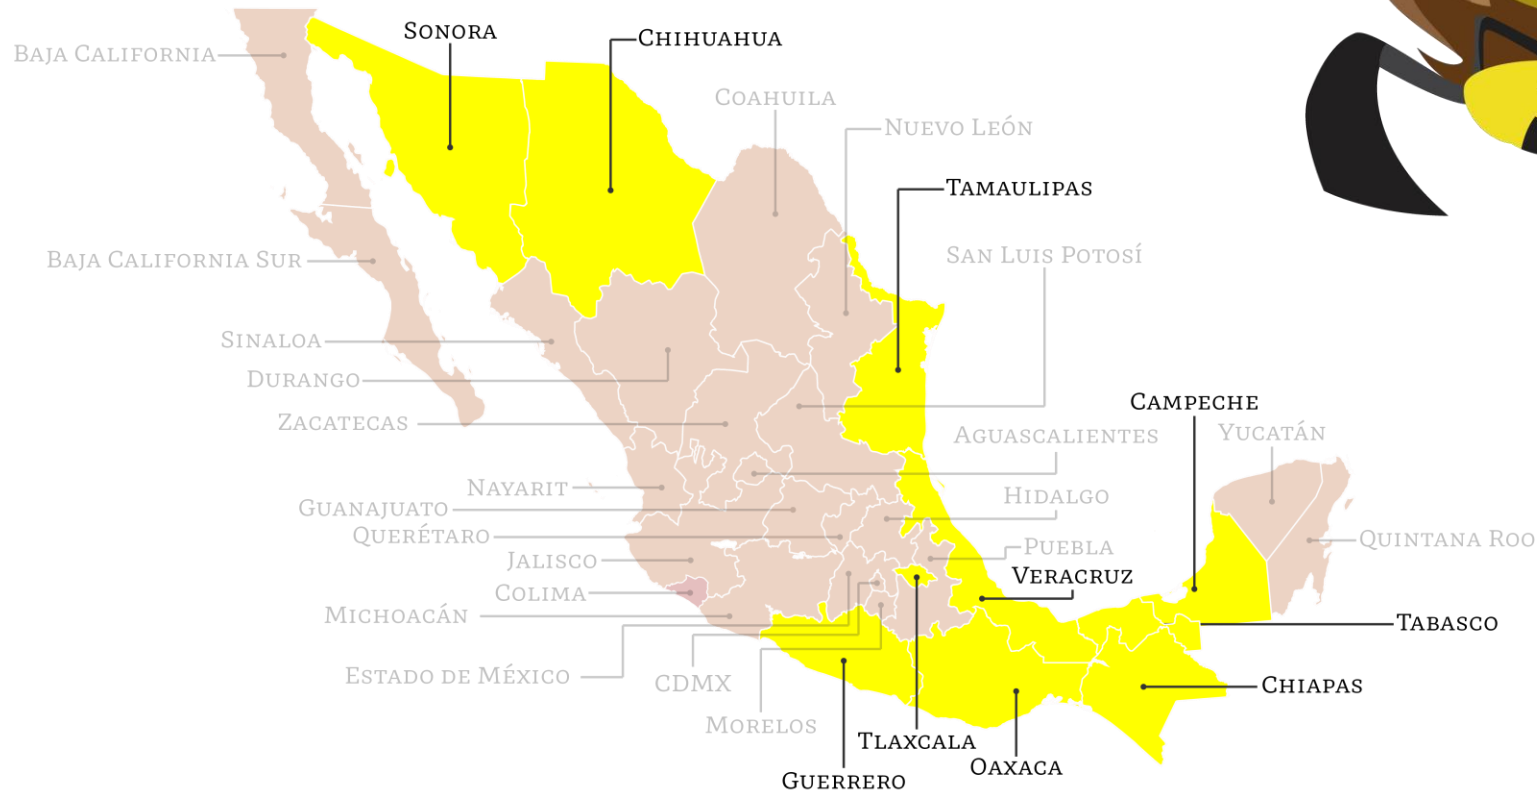 Sonora
Chihuahua
Baja California
Coahuila
Nuevo León
Tamaulipas
San Luis Potosí
Baja California Sur
Sinaloa
Durango
Zacatecas
Campeche
Yucatán
Aguascalientes
Nayarit
Hidalgo
Guanajuato
Querétaro
Quintana Roo
Puebla
Jalisco
Veracruz
Colima
Michoacán
Tabasco
Estado de México
CDMX
Chiapas
Morelos
Tlaxcala
Oaxaca
Guerrero